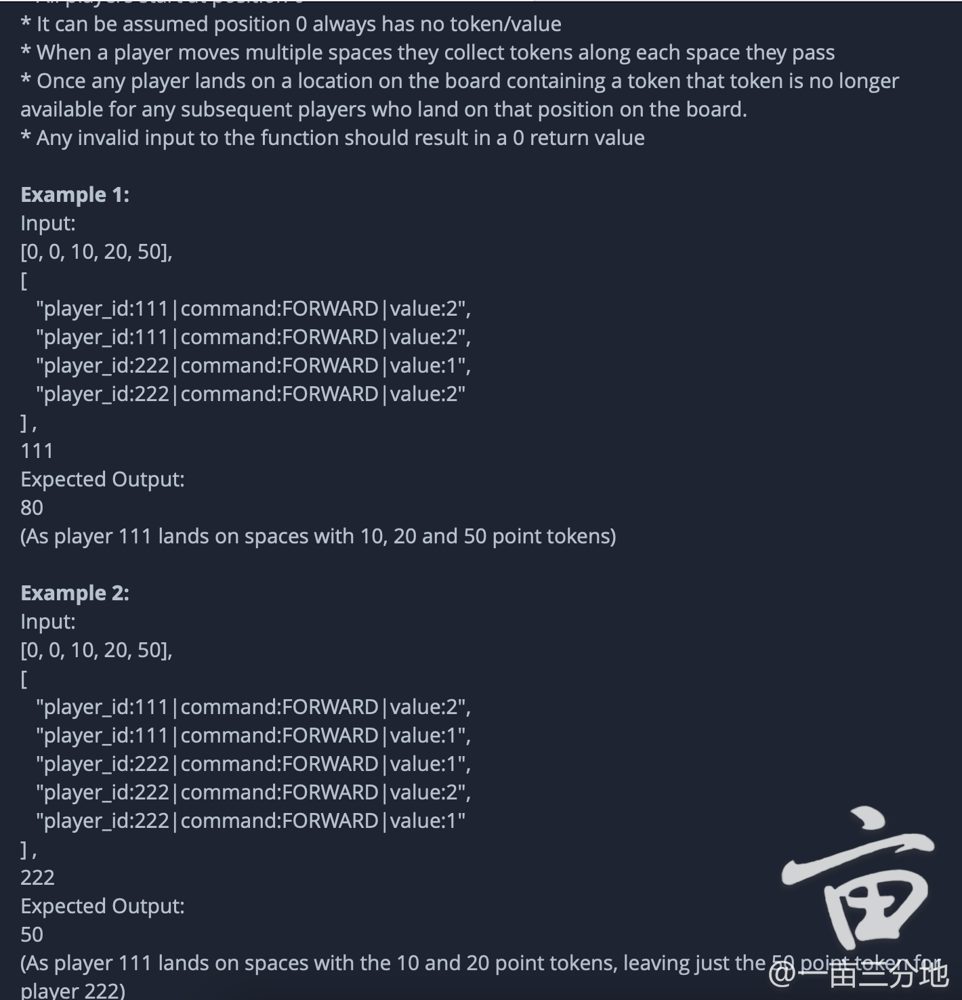 * All players start at position 0
* It can be assumed position 0 always has no token/value
* When a player moves multiple spaces they collect tokens along each space they pass
* Once any player lands on a location on the board containing a token that token is no longer
available for any subsequent players who land on that position on the board.
* Any invalid input to the function should result in a 0 return value
Example 1:
Input:
[0, 0, 10, 20, 50],
[
"player_id:111|command:FORWARD|value:2",
"player_id:111|command:FORWARD|value:2",
"player_id:222|command:FORWARD|value:1",
"player_id:222|command:FORWARD|value:2"
] ,
111
Expected Output:
80
(As player 111 lands on spaces with 10, 20 and 50 point tokens)
Example 2:
Input:
[0, 0, 10, 20, 50],
[
"player_id:111|command:FORWARD|value:2",
"player_id:111|command:FORWARD|value:1",
"player_id:222|command:FORWARD|value:1",
"player_id:222|command:FORWARD|value:2",
"player_id:222|command:FORWARD|value:1"
] ,
222
Expected Output:
50
(As player 111 lands on spaces with the 10 and 20 point tokens, leaving just the 50 point token for
player 222)
亩
@一亩三分地